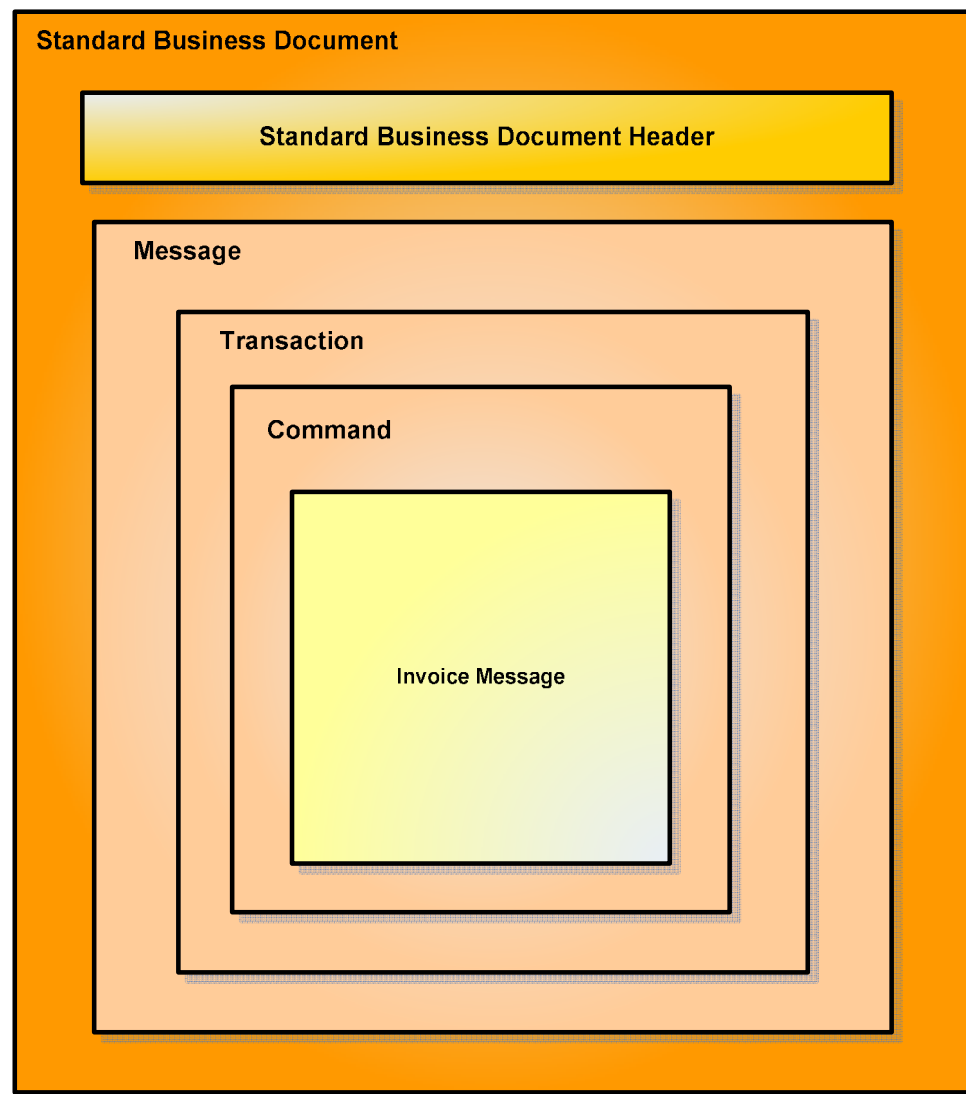 Standard Business Document
Standard Business Document Header
Message
Transaction
Command
Invoice Message